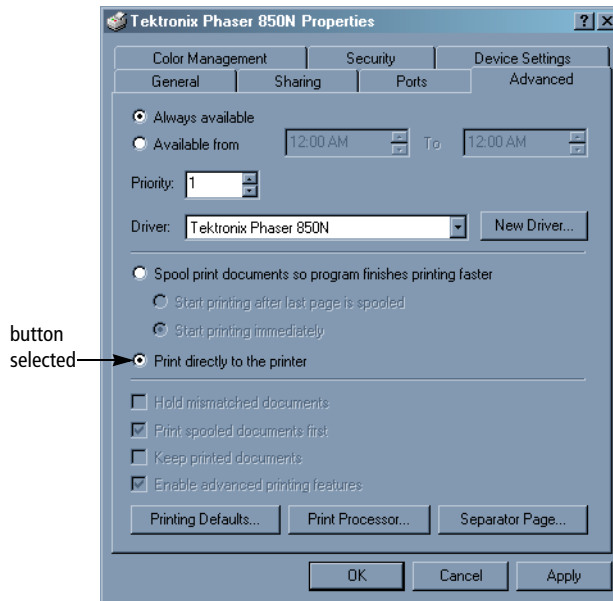 Tektronix Phaser 850N Properties
Color Management Security Device Settings
General Sharing Ports Advanced
Always available
Available from 12:00 AM To 12:00 AM
Priority: 1
Driver: Tektronix Phaser 850N New Driver...
Spool print documents so program finishes printing faster
Start printing after last page is spooled
Start printing immediately
button
selected
Print directly to the printer
Hold mismatched documents
Print spooled documents first
Keep printed documents
Enable advanced printing features
Printing Defaults... Print Processor... Separator Page...
OK Cancel Apply